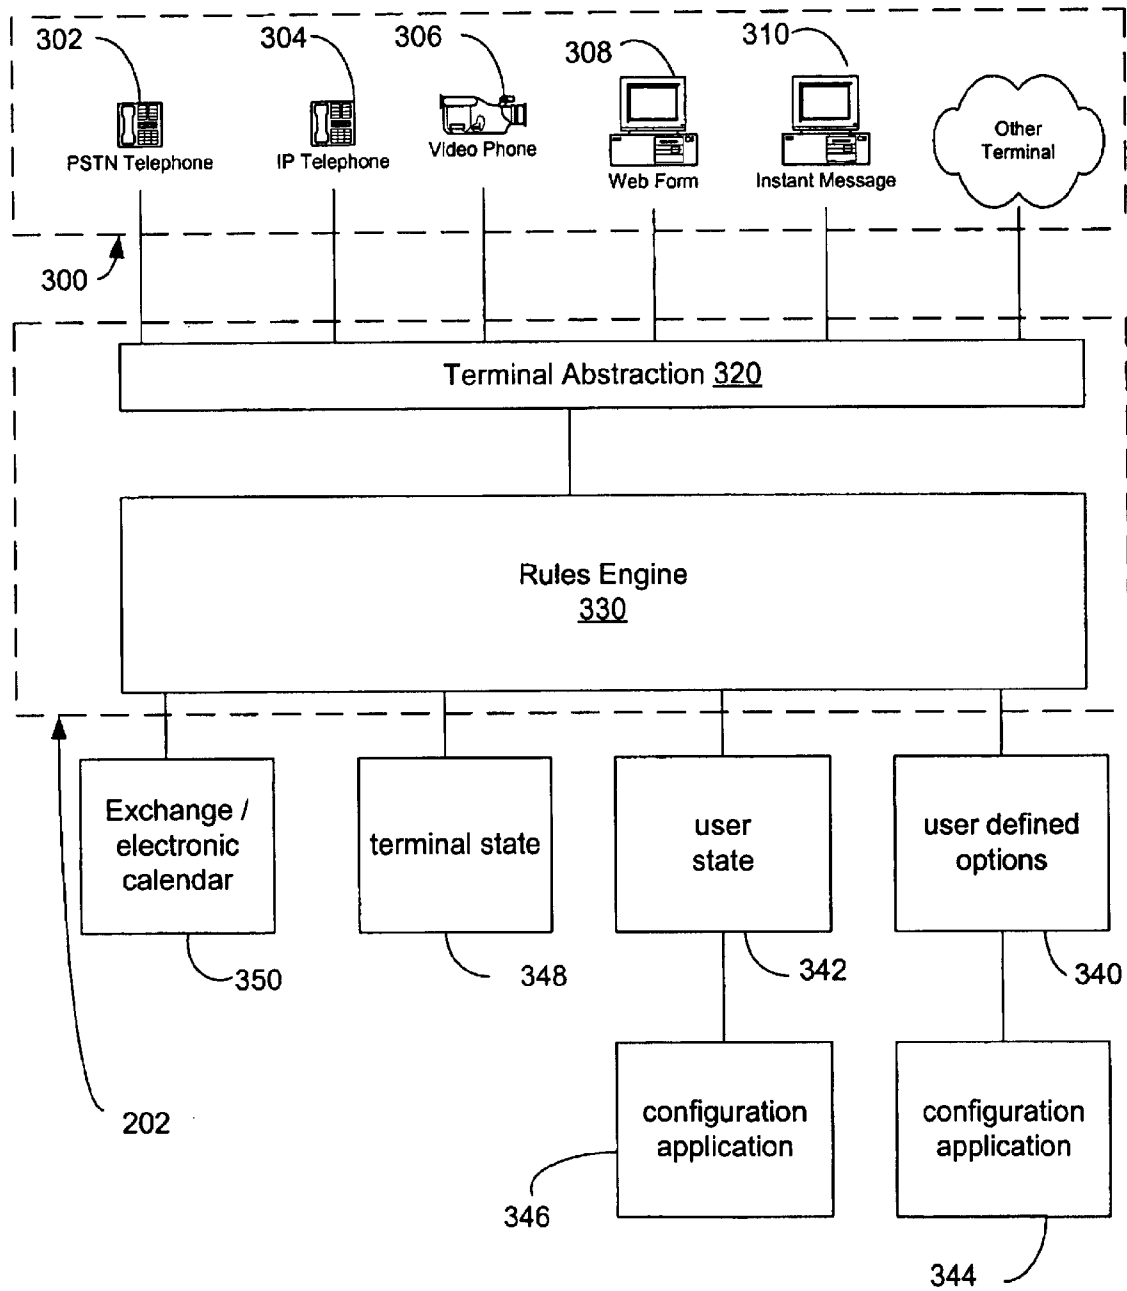 302
304
306
308
310
PSTN Telephone
IP Telephone
Video Phone
Web Form
Instant Message
Other
Terminal
300
Terminal Abstraction 320
Rules Engine
330
Exchange /
electronic
calendar
terminal state
user
state
user defined
options
350
348
342
340
202
configuration
application
configuration
application
346
344